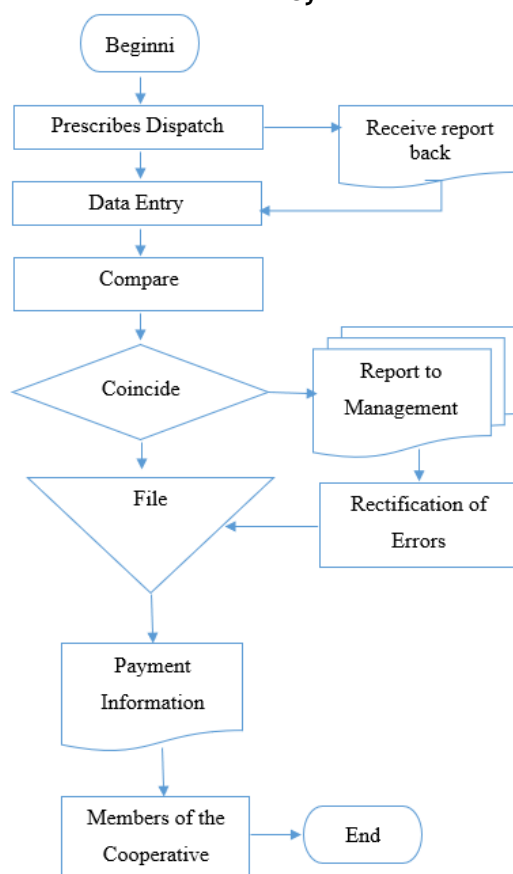 Beginni
Prescribes Dispatch
Receive report
back
Data Entry
Compare
Coincide
Report to
Management
File
Rectification of
Errors
Payment
Information
Members of the
Cooperative
End